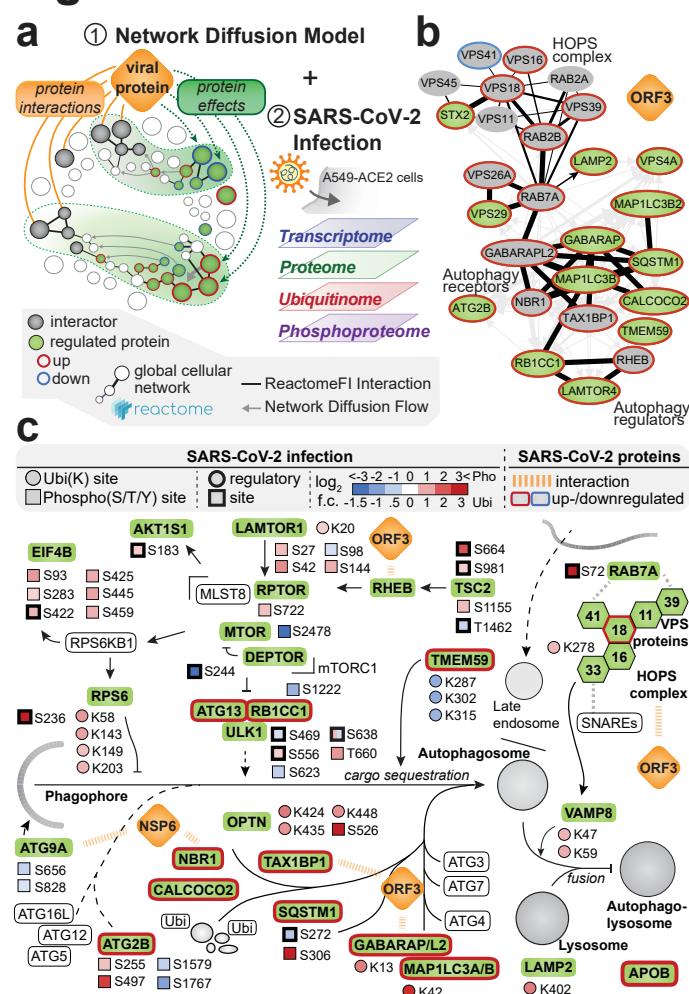 a
① Network Diffusion Model
viral
protein
protein
interactions
protein
effects
+
② SARS-CoV-2
Infection
A549-ACE2 cells
Transcriptome
Proteome
Ubiquitinome
Phosphoproteome
interactor
regulated protein
up
down
global cellular
network
reactome
ReactomeFI Interaction
Network Diffusion Flow
b
HOPS
complex
VPS41
VPS16
VPS45
VPS18
RAB2A
ORF3
STX2
VPS11
VPS39
RAB2B
LAMP2
VPS4A
VPS26A
RAB7A
VPS29
MAP1LC3B2
GABARAPL2
GABARAP
SQSTM1
Autophagy
receptors
MAP1LC3B
NBR1
CALCOCO2
ATG2B
TAX1BP1
TMEM59
RB1CC1
RHEB
LAMTOR4
Autophagy
regulators
c
SARS-CoV-2 infection
SARS-CoV-2 proteins
Ubi(K) site
Phospho(S/T/Y) site
regulatory
site
log2
f.c.
<-3 -2 -1 0 1 2 3< Pho
-1.5 -1 0 1 2 3 Ubi
interaction
up-/downregulated
AKT1S1
S183
LAMTOR1
K20
S27
S98
S42
S144
ORF3
S664
S981
S72
RAB7A
EIF4B
S93
S425
S283
S445
S422
S459
MLST8
RPTOR
S722
RHEB
TSC2
S1155
T1462
41
39
11
18
16
33
VPS
proteins
K278
HOPS
complex
RPS6KB1
MTOR
S2478
DEPTOR
S244
mTORC1
S1222
TMEM59
K287
K302
K315
Late
endosome
SNAREs
RPS6
S236
K58
K143
K149
K203
ATG13
RB1CC1
ULK1
S469
S638
S556
T660
S623
ORF3
Phagophore
cargo sequestration
Autophagosome
ATG9A
S656
S828
NSP6
OPTN
K424
K448
K435
S526
VAMP8
K47
K59
fusion
NBR1
TAX1BP1
ORF3
ATG3
ATG7
ATG4
Autophago-
lysosome
CALCOCO2
ATG16L
ATG12
ATG5
Ubi
Ubi
SQSTM1
S272
S306
Lysosome
ATG2B
S255
S1579
S497
S1767
GABARAP/L2
K13
MAP1LC3A/B
K42
LAMP2
K402
APOB